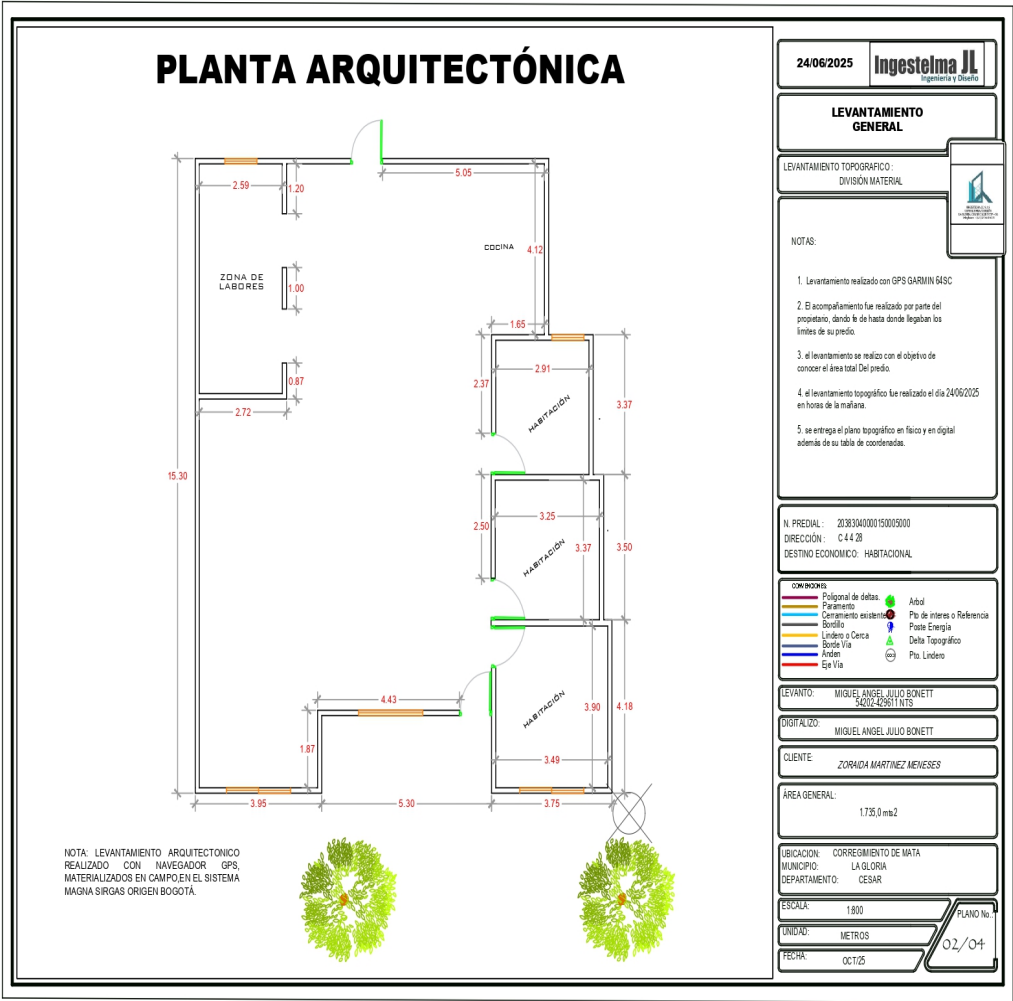 PLANTA ARQUITECTÓNICA
2.59
1.20
5.05
COCINA
4.12
ZONA DE
LABORES
1.00
1.65
0.87
2.72
2.37
2.91
3.37
HABITACIÓN
15.30
2.50
3.25
3.37
3.50
HABITACIÓN
4.43
1.87
HABITACIÓN
3.90
4.18
3.49
3.95
5.30
3.75
NOTA: LEVANTAMIENTO ARQUITECTONICO
REALIZADO CON NAVEGADOR GPS,
MATERIALIZADOS EN CAMPO,EN EL SISTEMA
MAGNA SIRGAS ORIGEN BOGOTÁ.
24/06/2025
Ingestelma JL
Ingeniería y Diseño
LEVANTAMIENTO
GENERAL
LEVANTAMIENTO TOPOGRAFICO :
DIVISIÓN MATERIAL
NOTAS:
1. Levantamiento realizado con GPS GARMIN 64SC
2. El acompañamiento fue realizado por parte del
propietario, dando fe de hasta donde llegaban los
limites de su predio.
3. el levantamiento se realizo con el objetivo de
conocer el área total Del predio.
4. el levantamiento topográfico fue realizado el día 24/06/2025
en horas de la mañana.
5. se entrega el plano topográfico en físico y en digital
además de su tabla de coordenadas.
N. PREDIAL : 20383040000150005000
DIRECCIÓN : C 4 4 28
DESTINO ECONOMICO: HABITACIONAL
CONVENCIONES:
Poligonal de deltas.
Paramento
Cerramiento existente
Bordillo
Lindero o Cerca
Borde Vía
Anden
Eje Vía
Arbol
Pto de interes o Referencia
Poste Energía
Delta Topográfico
Pto. Lindero
LEVANTO: MIGUEL ANGEL JULIO BONETT
54202-429611 NTS
DIGITALIZO:
MIGUEL ANGEL JULIO BONETT
CLIENTE:
ZORAIDA MARTINEZ MENESES
ÁREA GENERAL:
1.735,0 mts2
UBICACION: CORREGIMIENTO DE MATA
MUNICIPIO: LA GLORIA
DEPARTAMENTO: CESAR
ESCALA: 1:600
UNIDAD: METROS
FECHA: OCT/25
PLANO No.:
02/04